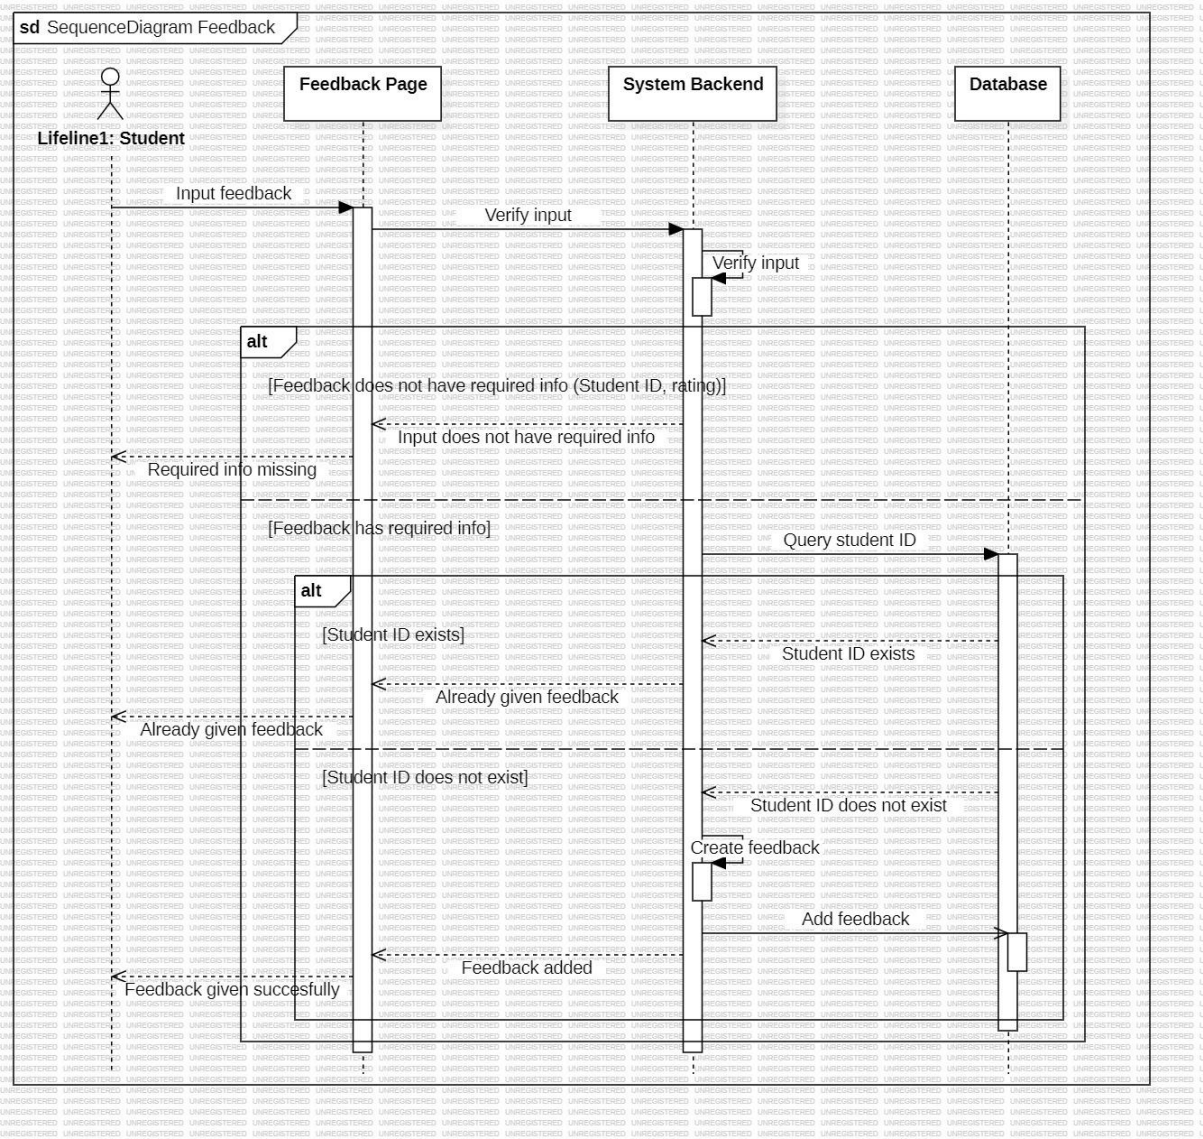 sd SequenceDiagram Feedback
Feedback Page
System Backend
Database
Lifeline1: Student
Input feedback
Verify input
Verify input
alt
[Feedback does not have required info (Student ID, rating)]
Input does not have required info
Required info missing
[Feedback has required info]
Query student ID
alt
[Student ID exists]
Student ID exists
Already given feedback
Already given feedback
[Student ID does not exist]
Student ID does not exist
Create feedback
Add feedback
Feedback added
Feedback given succesfully
UNREGISTERED